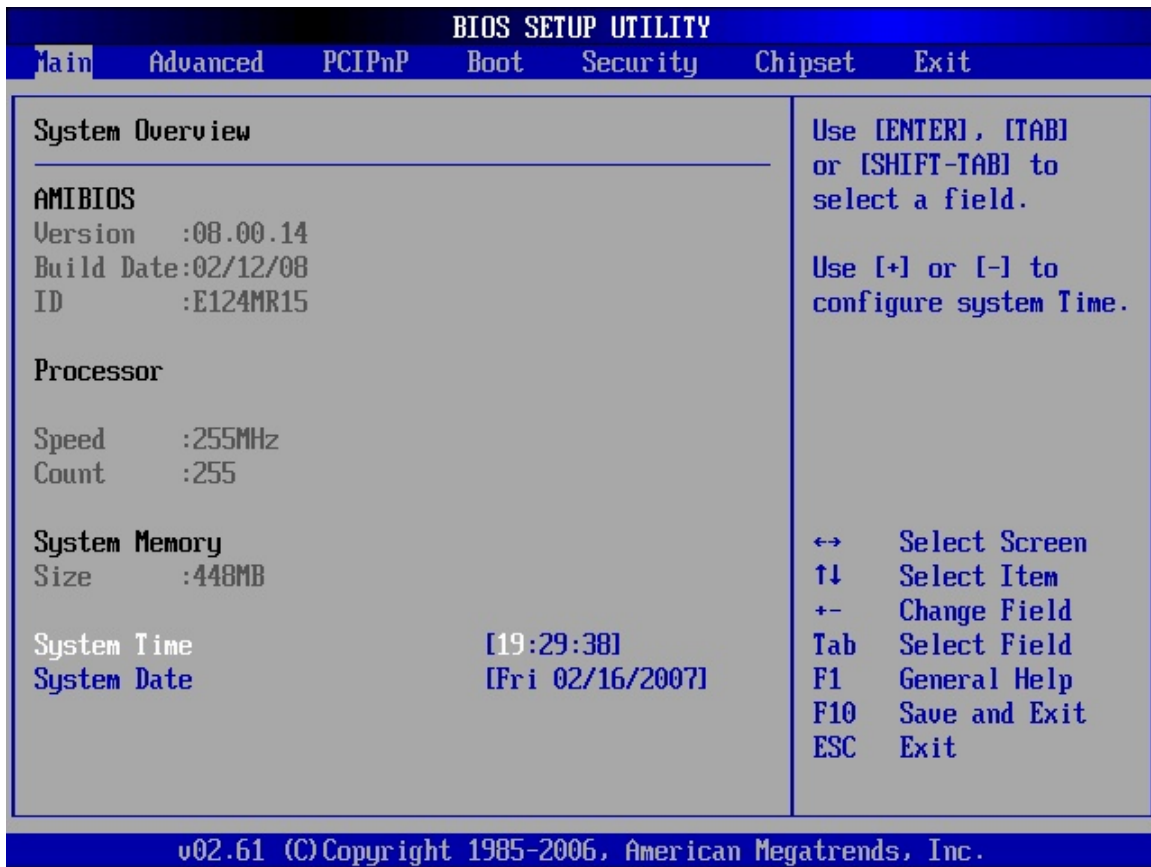 BIOS SETUP UTILITY
Main Advanced PCIPnP Boot Security Chipset Exit
System Overview
AMIBIOS
Version :08.00.14
Build Date:02/12/08
ID :E124MR15
Processor
Speed :255MHz
Count :255
System Memory
Size :448MB
System Time [19:29:38]
System Date [Fri 02/16/2007]
Use [ENTER], [TAB]
or [SHIFT-TAB] to
select a field.
Use [+] or [-] to
configure system Time.
←→ Select Screen
↑↓ Select Item
+- Change Field
Tab Select Field
F1 General Help
F10 Save and Exit
ESC Exit
v02.61 (C)Copyright 1985-2006, American Megatrends, Inc.